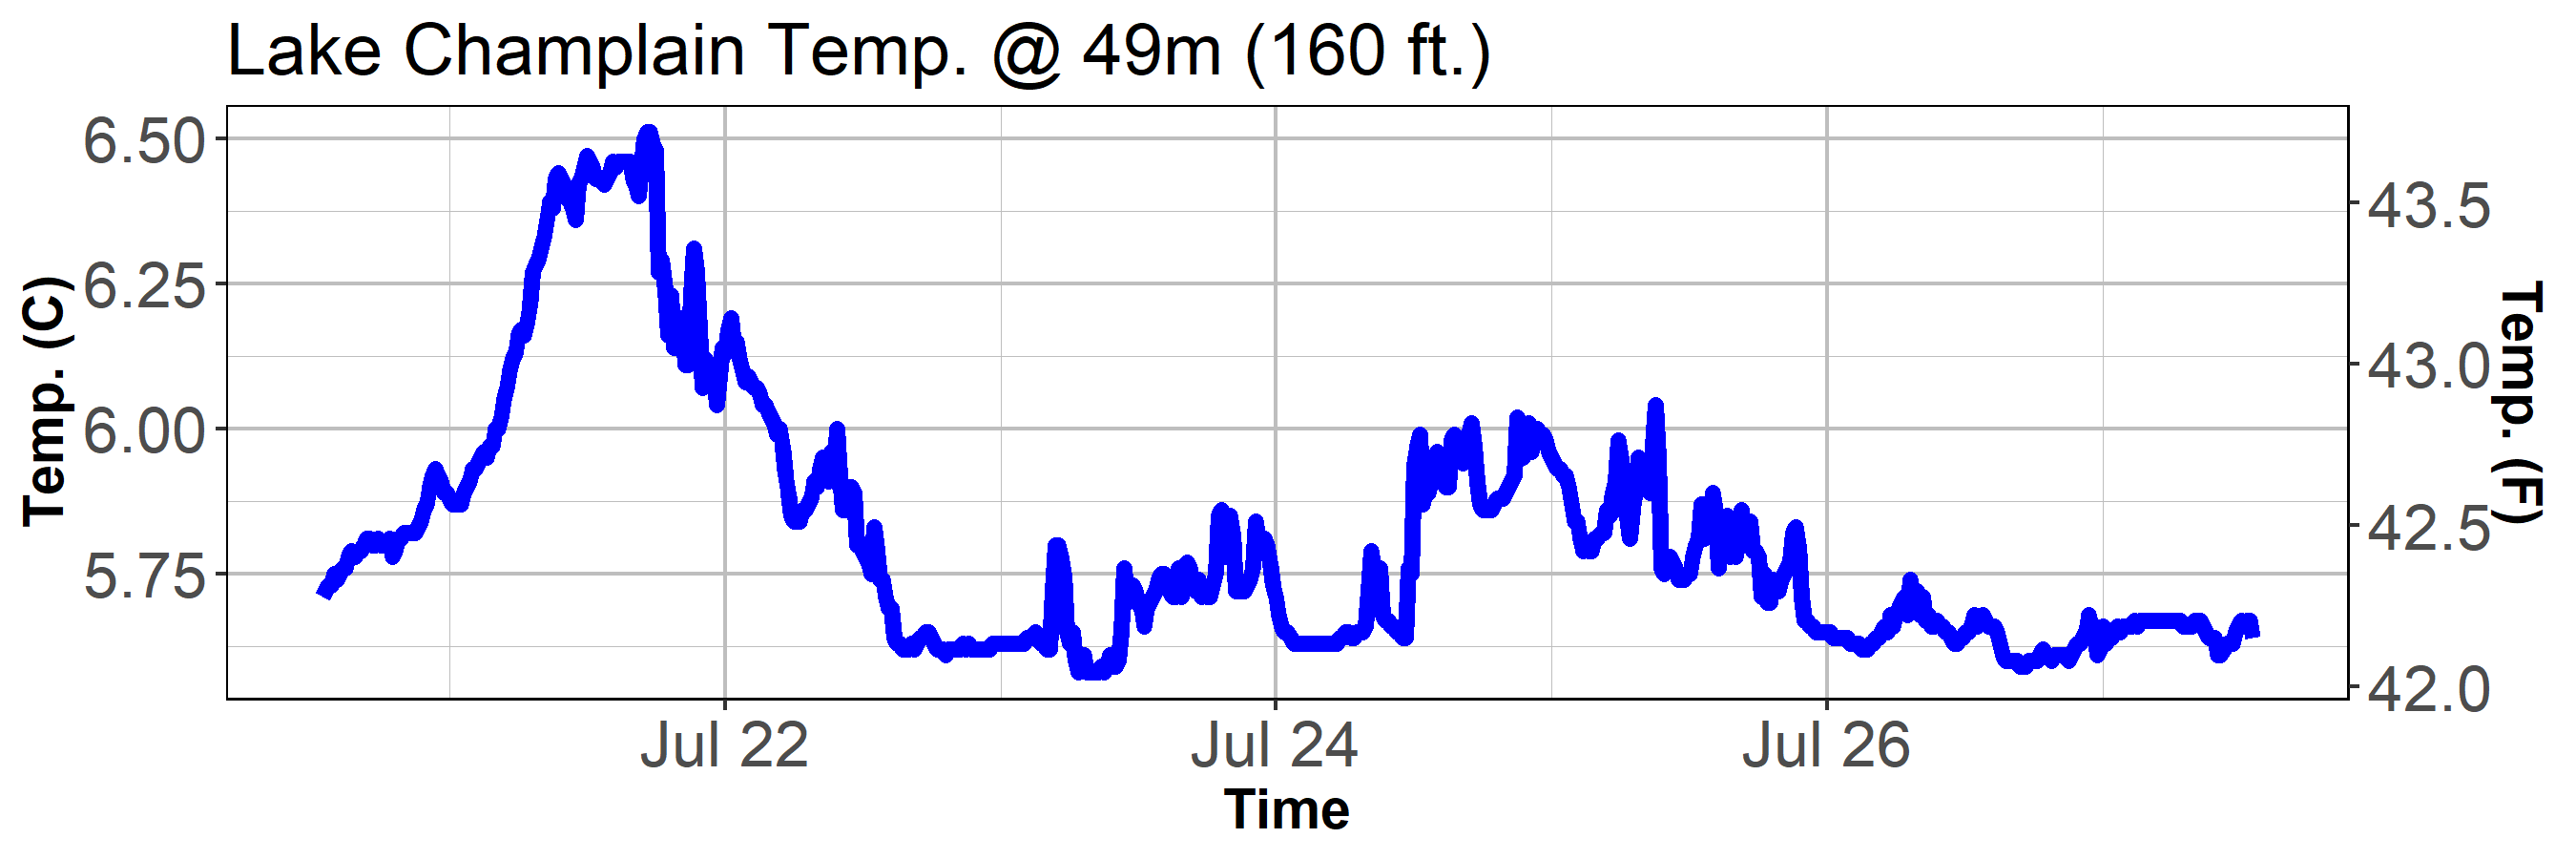 Lake Champlain Temp. @ 49m (160 ft.)
Temp. (C)
6.50
6.25
6.00
5.75
43.5
43.0
42.5
42.0
Temp. (F)
Jul 22 Jul 24 Jul 26
Time